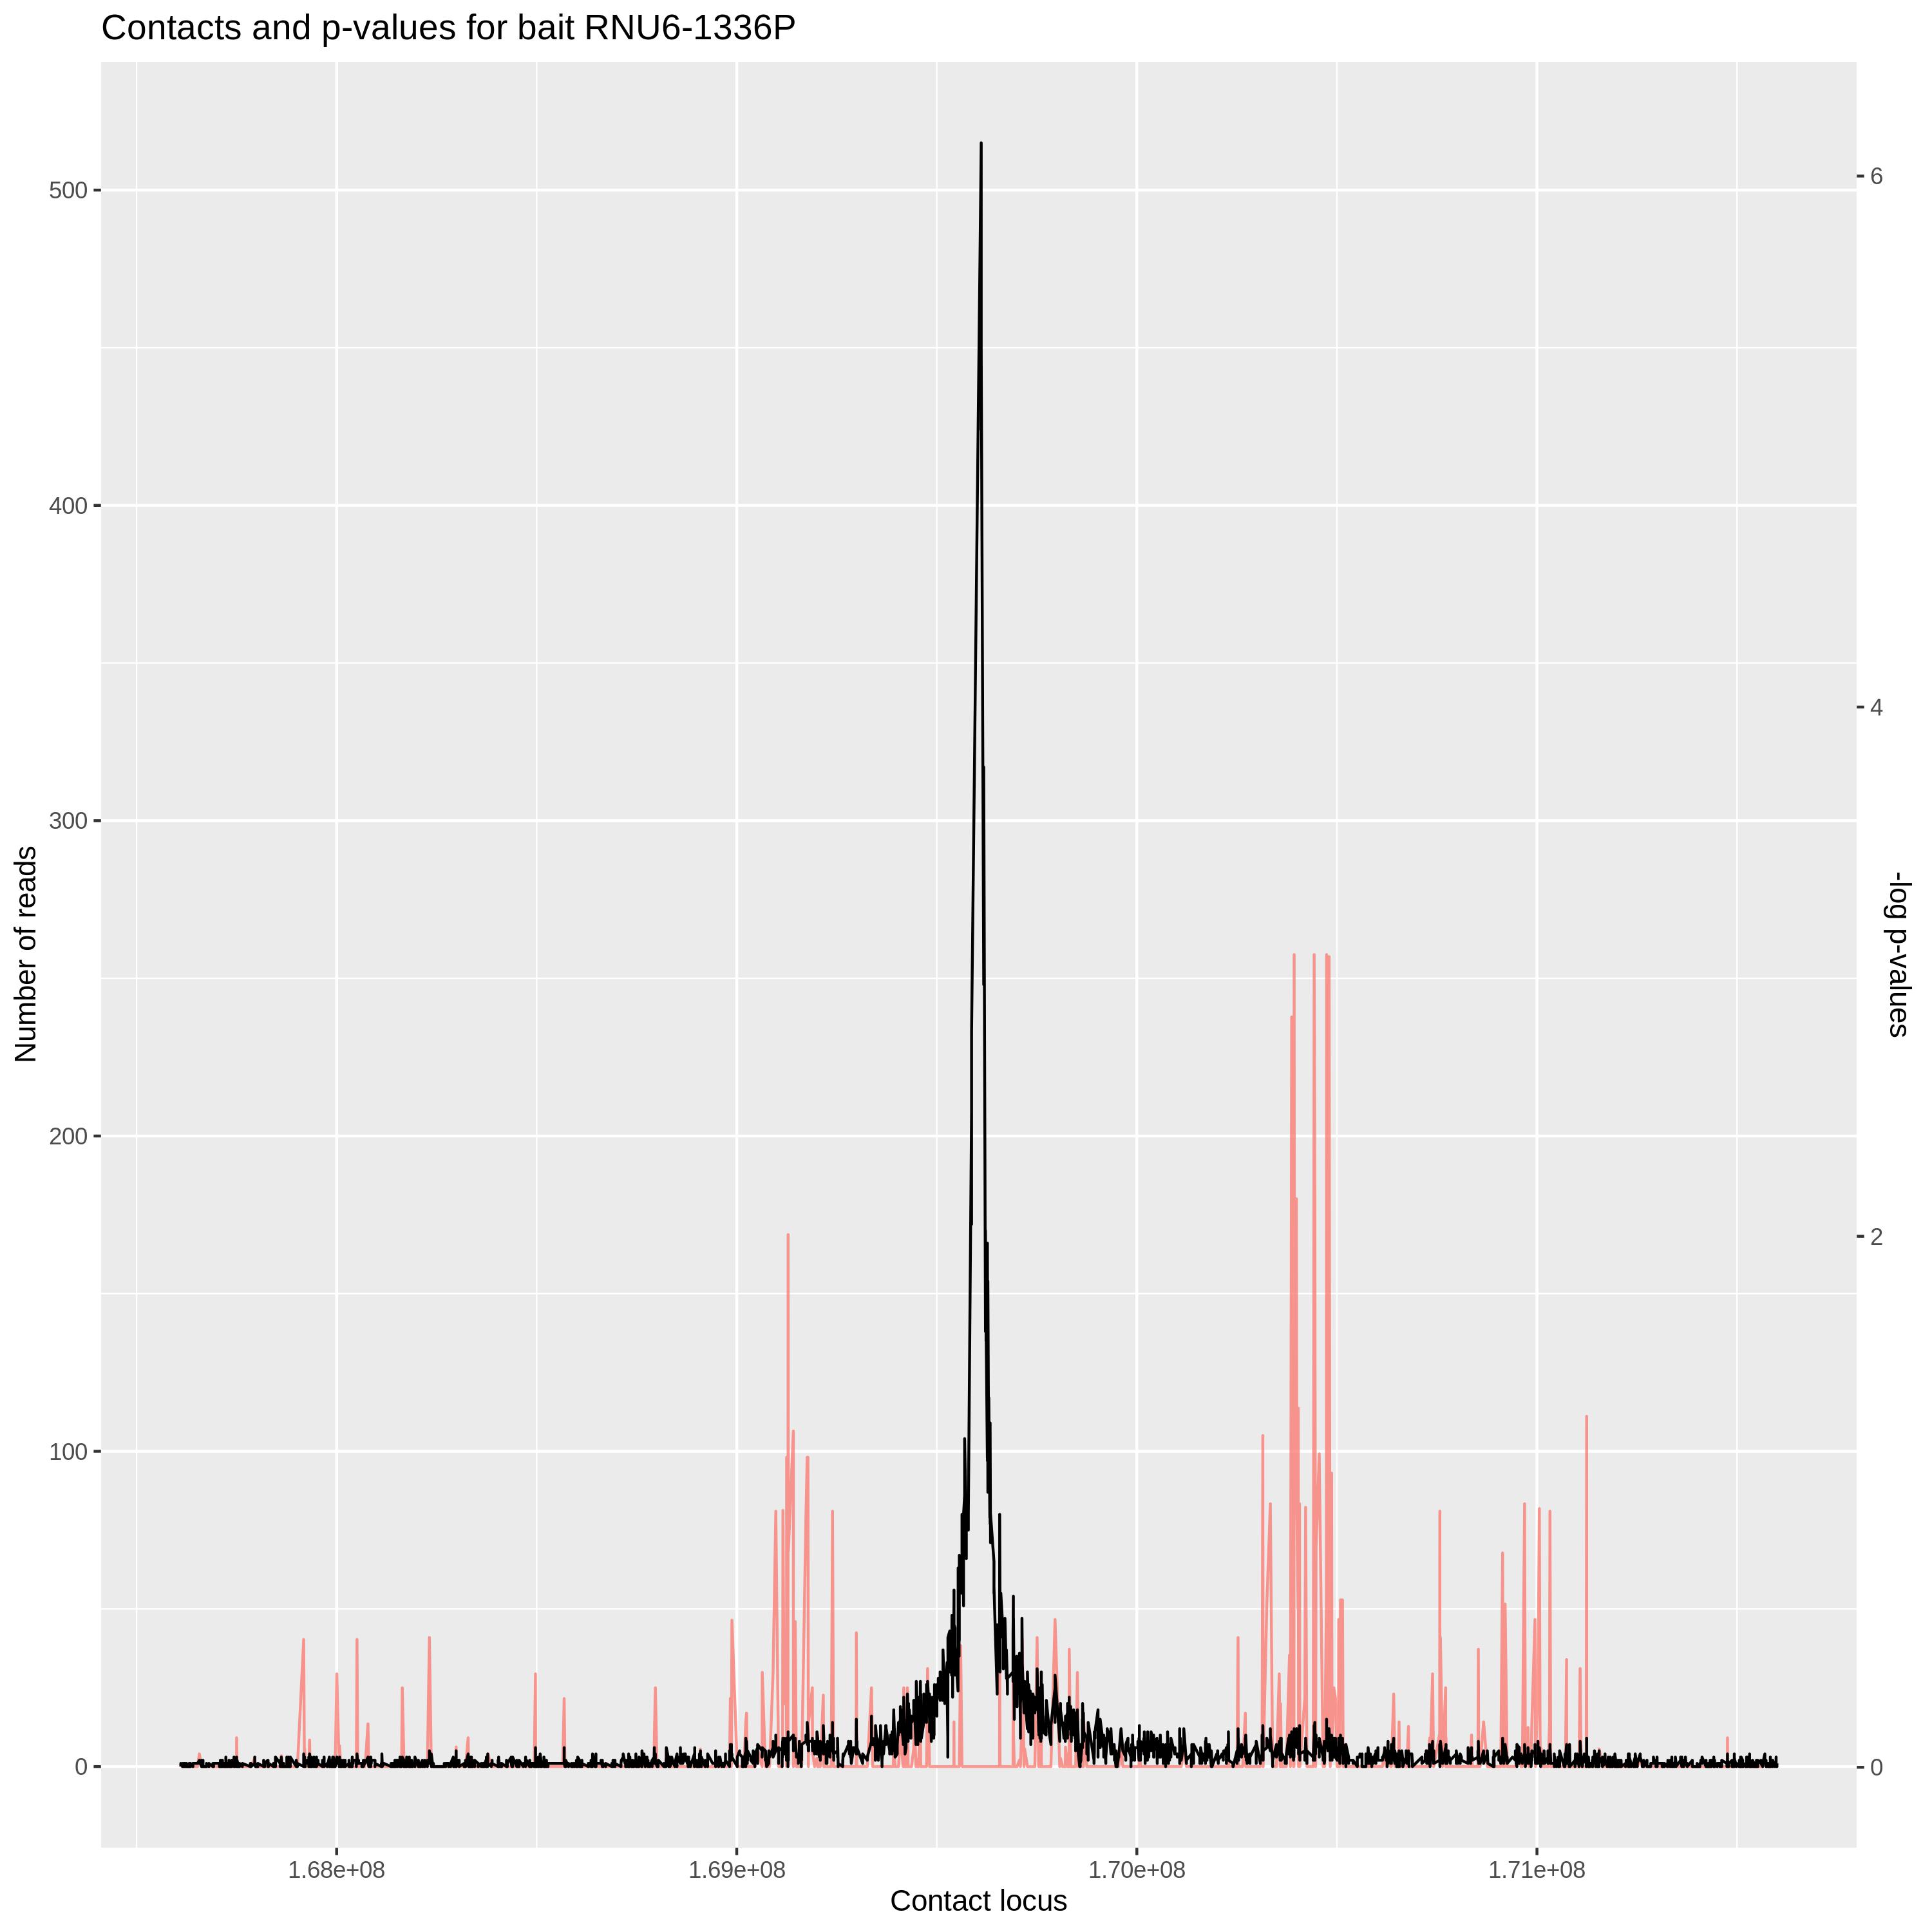 Contacts and p-values for bait RNU6-1336P
500
400
300
200
100
0
6
4
2
0
Number of reads
-log p-values
1.68e+08
1.69e+08
1.70e+08
1.71e+08
Contact locus